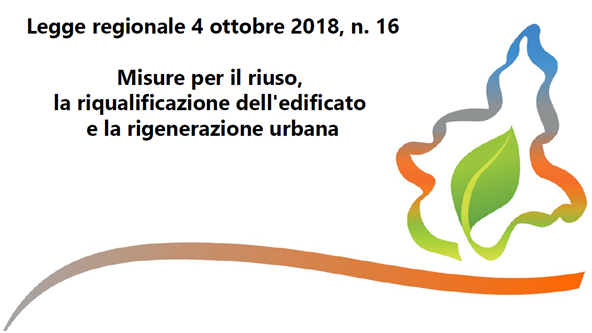 Legge regionale 4 ottobre 2018, n. 16
Misure per il riuso,
la riqualificazione dell'edificato
e la rigenerazione urbana